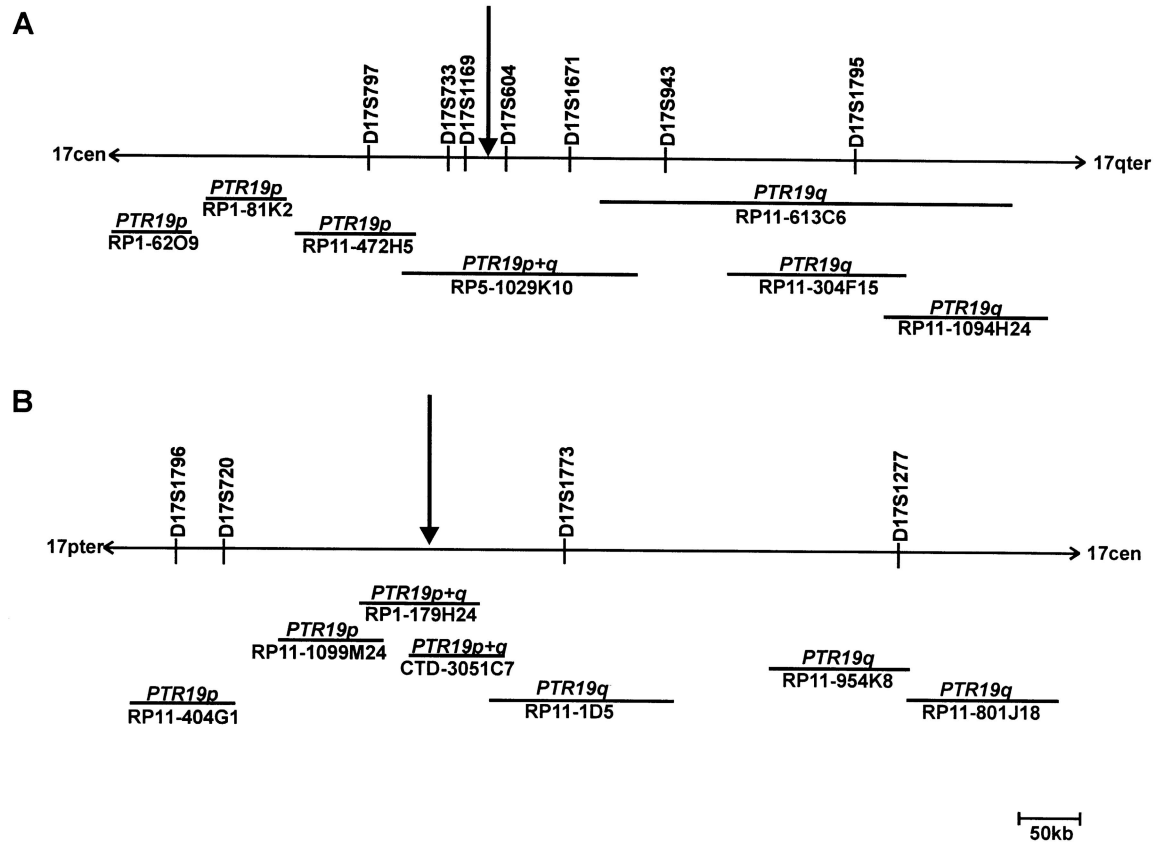 A
D17S797
D17S733
D17S1169
D17S604
D17S1671
D17S943
D17S1795
17cen
17qter
PTR19p
RP1-81K2
PTR19q
RP11-613C6
PTR19p
RP1-62O9
PTR19p
RP11-472H5
PTR19p+q
RP5-1029K10
PTR19q
RP11-304F15
PTR19q
RP11-1094H24
B
D17S1796
D17S720
D17S1773
D17S1277
17pter
17cen
PTR19p+q
RP1-179H24
PTR19p
RP11-1099M24
PTR19p+q
CTD-3051C7
PTR19q
RP11-954K8
PTR19p
RP11-404G1
PTR19q
RP11-1D5
PTR19q
RP11-801J18
50kb